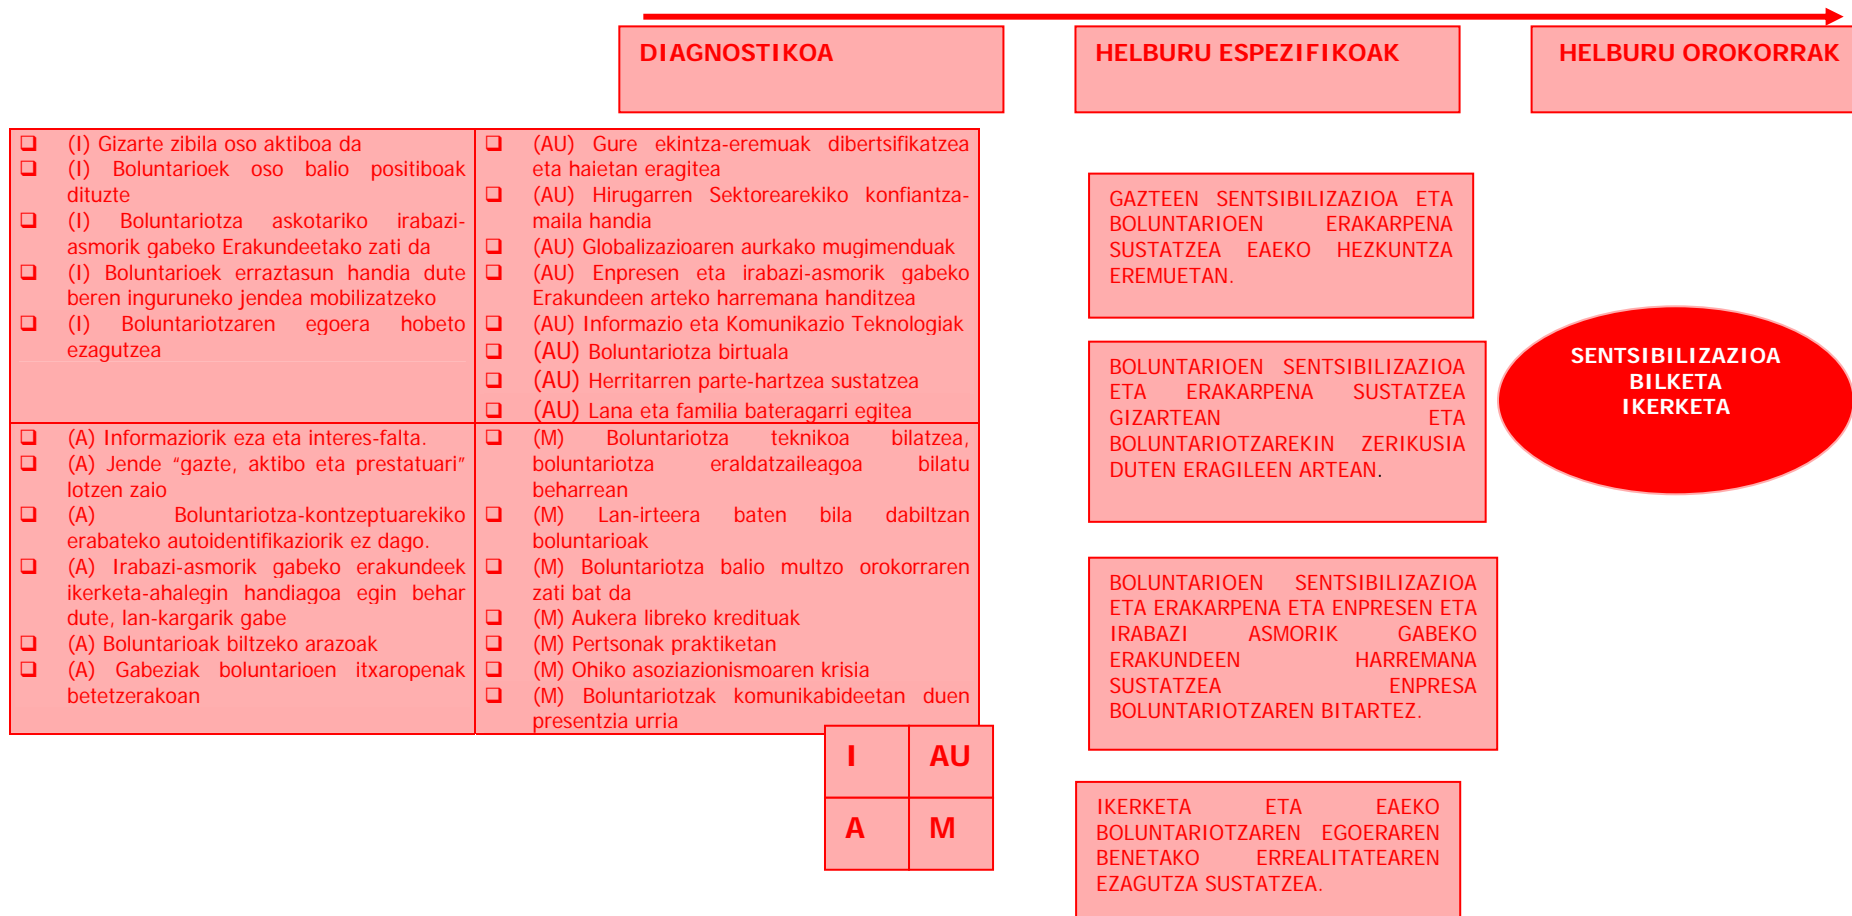 DIAGNOSTIKOA
HELBURU ESPEZIFIKOAK
HELBURU OROKORRAK
(I) Gizarte zibila oso aktiboa da
(I) Boluntarioek oso balio positiboak
dituzte
(I) Boluntariotza askotariko irabazi-
asmorik gabeko Erakundeetako zati da
(I) Boluntarioek erraztasun handia dute
beren inguruneko jendea mobilizatzeko
(I) Boluntariotzaren egoera hobeto
ezagutzea
(AU) Gure ekintza-eremuak dibertsifikatzea
eta haietan eragitea
(AU) Hirugarren Sektorearekiko konfiantza-
maila handia
(AU) Globalizazioaren aurkako mugimenduak
(AU) Enpresen eta irabazi-asmorik gabeko
Erakundeen arteko harremana handitzea
(AU) Informazio eta Komunikazio Teknologiak
(AU) Boluntariotza birtuala
(AU) Herritarren parte-hartzea sustatzea
(AU) Lana eta familia bateragarri egitea
(A) Informaziorik eza eta interes-falta.
(A) Jende “gazte, aktibo eta prestatuari”
lotzen zaio
(A) Boluntariotza-kontzeptuarekiko
erabateko autoidentifikaziorik ez dago.
(A) Irabazi-asmorik gabeko erakundeek
ikerketa-ahalegin handiagoa egin behar
dute, lan-kargarik gabe
(A) Boluntarioak biltzeko arazoak
(A) Gabeziak boluntarioen itxaropenak
betetzerakoan
(M) Boluntariotza teknikoa bilatzea,
boluntariotza eraldatzaileagoa bilatu
beharrean
(M) Lan-irteera baten bila dabiltzan
boluntarioak
(M) Boluntariotza balio multzo orokorraren
zati bat da
(M) Aukera libreko kredituak
(M) Pertsonak praktiketan
(M) Ohiko asoziazionismoaren krisia
(M) Boluntariotzak komunikabideetan duen
presentzia urria
I AU
A M
GAZTEEN SENTSIBILIZAZIOA ETA
BOLUNTARIOEN ERAKARPENA
SUSTATZEA EAEKO HEZKUNTZA
EREMUETAN.
BOLUNTARIOEN SENTSIBILIZAZIOA
ETA ERAKARPENA SUSTATZEA
GIZARTEAN ETA
BOLUNTARIOTZAREKIN ZERIKUSIA
DUTEN ERAGILEEN ARTEAN.
BOLUNTARIOEN SENTSIBILIZAZIOA
ETA ERAKARPENA ETA ENPRESEN ETA
IRABAZI ASMORIK GABEKO
ERAKUNDEEN HARREMANA
SUSTATZEA ENPRESA
BOLUNTARIOTZAREN BITARTEZ.
IKERKETA ETA EAEKO
BOLUNTARIOTZAREN EGOERAREN
BENETAKO ERREALITATEAREN
EZAGUTZA SUSTATZEA.
SENTSIBILIZAZIOA
BILKETA
IKERKETA